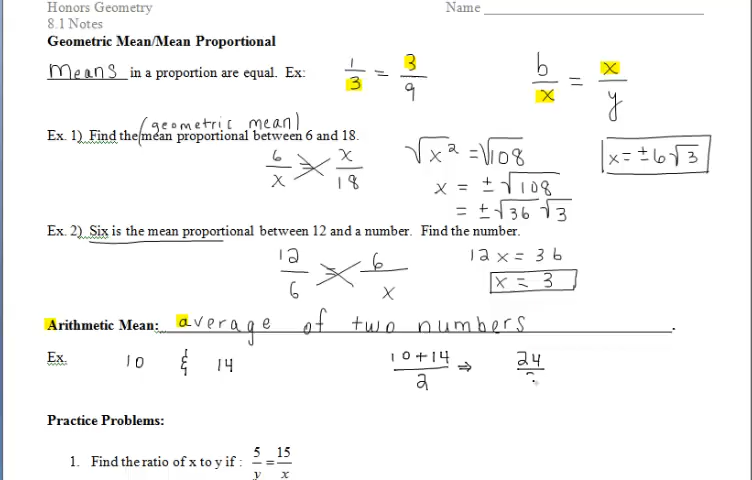 Honors Geometry Name
8.1 Notes
Geometric Mean/Mean Proportional
Means in a proportion are equal. Ex: 1/3 = 3/9 b/x = x/y
(geometric mean)
Ex. 1) Find the mean proportional between 6 and 18.
6/x = x/18 √x² = √108 x = ±6√3
x = ±√108
= ±√36 √3
Ex. 2) Six is the mean proportional between 12 and a number. Find the number.
12/6 = 6/x 12x = 36
x = 3
Arithmetic Mean: average of two numbers.
Ex. 10 & 14 10+14/2 ⇒ 24
Practice Problems:
1. Find the ratio of x to y if : 5/y = 15/x